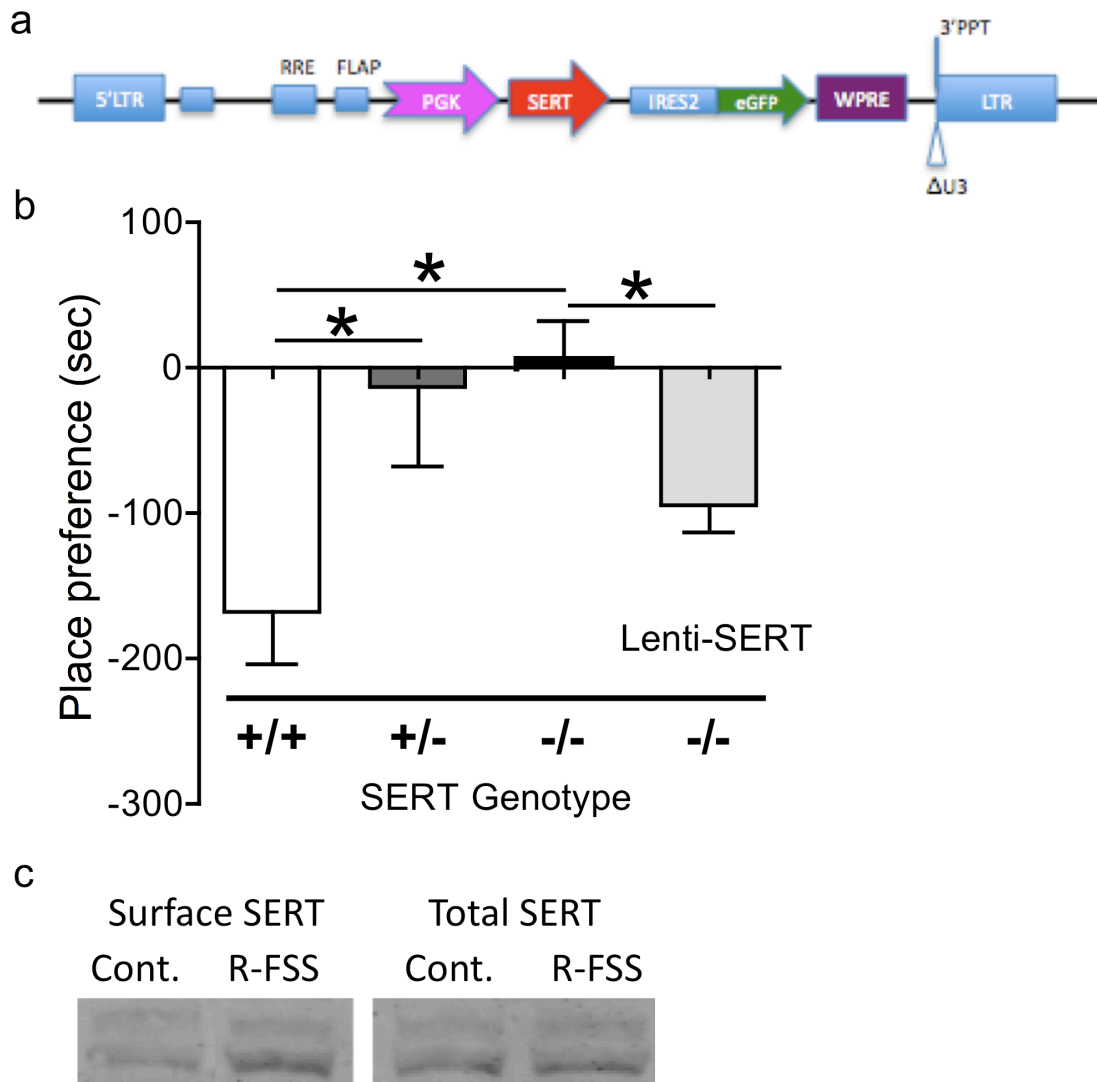 a
3'PPT
RRE FLAP
5'LTR PGK SERT IRES2 eGFP WPRE LTR
ΔU3
b
Place preference (sec)
100
0
-100
-200
-300
* * *
Lenti-SERT
+/+ +/- -/- -/-
SERT Genotype
c
Surface SERT Total SERT
Cont. R-FSS Cont. R-FSS